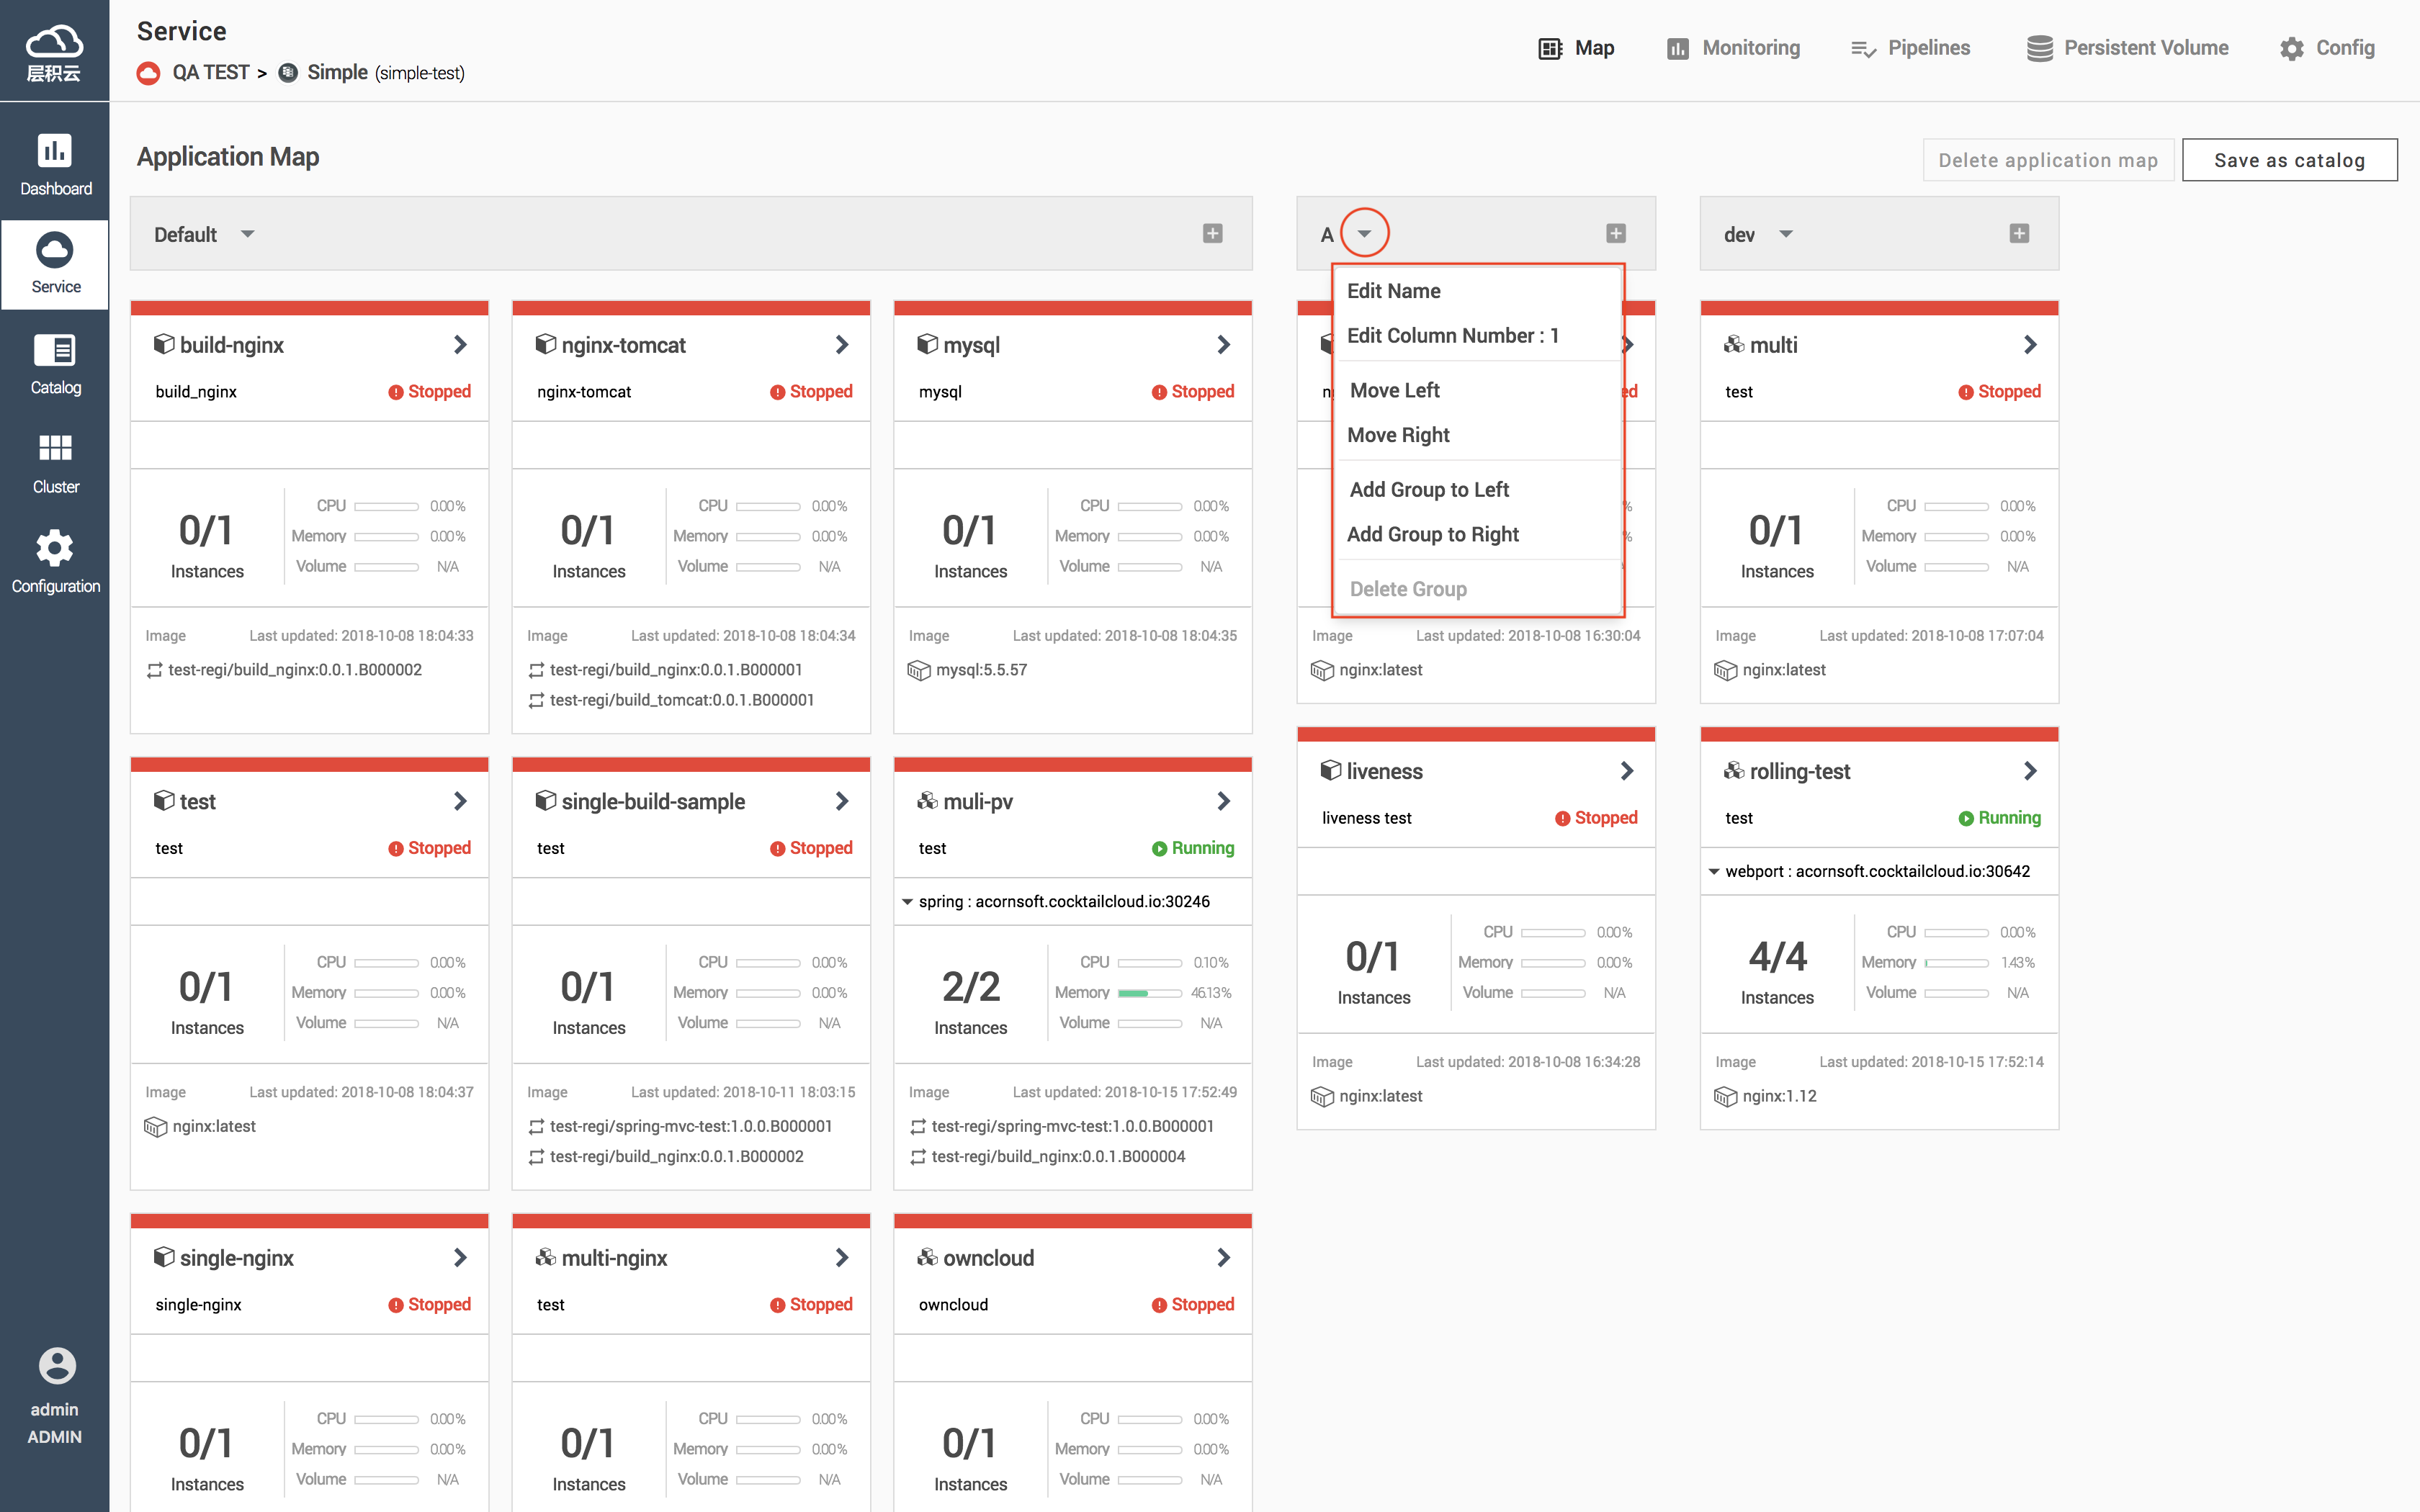 层积云
Service
QA TEST > Simple (simple-test)
Map
Monitoring
Pipelines
Persistent Volume
Config
Dashboard
Service
Catalog
Cluster
Configuration
admin
ADMIN
Application Map
Delete application map
Save as catalog
Default
A
dev
Edit Name
Edit Column Number : 1
Move Left
Move Right
Add Group to Left
Add Group to Right
Delete Group
build-nginx
build_nginx
Stopped
0/1
Instances
CPU 0.00%
Memory 0.00%
Volume N/A
Image Last updated: 2018-10-08 18:04:33
test-regi/build_nginx:0.0.1.B000002
nginx-tomcat
nginx-tomcat
Stopped
0/1
Instances
CPU 0.00%
Memory 0.00%
Volume N/A
Image Last updated: 2018-10-08 18:04:34
test-regi/build_nginx:0.0.1.B000001
test-regi/build_tomcat:0.0.1.B000001
mysql
mysql
Stopped
0/1
Instances
CPU 0.00%
Memory 0.00%
Volume N/A
Image Last updated: 2018-10-08 18:04:35
mysql:5.5.57
Image Last updated: 2018-10-08 16:30:04
nginx:latest
multi
test
Stopped
0/1
Instances
CPU 0.00%
Memory 0.00%
Volume N/A
Image Last updated: 2018-10-08 17:07:04
nginx:latest
test
test
Stopped
0/1
Instances
CPU 0.00%
Memory 0.00%
Volume N/A
Image Last updated: 2018-10-08 18:04:37
nginx:latest
single-build-sample
test
Stopped
0/1
Instances
CPU 0.00%
Memory 0.00%
Volume N/A
Image Last updated: 2018-10-11 18:03:15
test-regi/spring-mvc-test:1.0.0.B000001
test-regi/build_nginx:0.0.1.B000002
muli-pv
test
Running
spring : acornsoft.cocktailcloud.io:30246
2/2
Instances
CPU 0.10%
Memory 46.13%
Volume N/A
Image Last updated: 2018-10-15 17:52:49
test-regi/spring-mvc-test:1.0.0.B000001
test-regi/build_nginx:0.0.1.B000004
liveness
liveness test
Stopped
0/1
Instances
CPU 0.00%
Memory 0.00%
Volume N/A
Image Last updated: 2018-10-08 16:34:28
nginx:latest
rolling-test
test
Running
webport : acornsoft.cocktailcloud.io:30642
4/4
Instances
CPU 0.00%
Memory 1.43%
Volume N/A
Image Last updated: 2018-10-15 17:52:14
nginx:1.12
single-nginx
single-nginx
Stopped
0/1
Instances
CPU 0.00%
Memory 0.00%
Volume N/A
multi-nginx
test
Stopped
0/1
Instances
CPU 0.00%
Memory 0.00%
Volume N/A
owncloud
owncloud
Stopped
0/1
Instances
CPU 0.00%
Memory 0.00%
Volume N/A